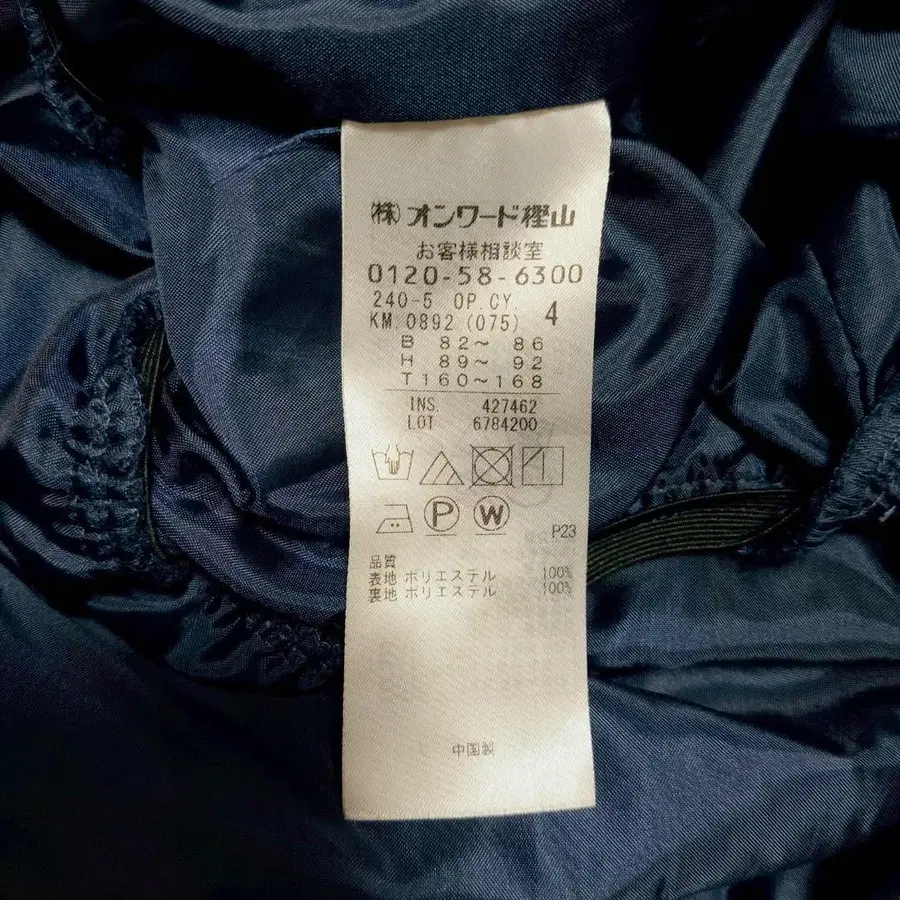 (株)オンワード樫山
お客様相談室
0120-58-6300
240-5 OP.CY
KM.0892 (075) 4
B 82〜 86
H 89〜 92
T160〜168
INS. 427462
LOT 6784200
P W
P23
品質
表地 ポリエステル 100%
裏地 ポリエステル 100%
中国製